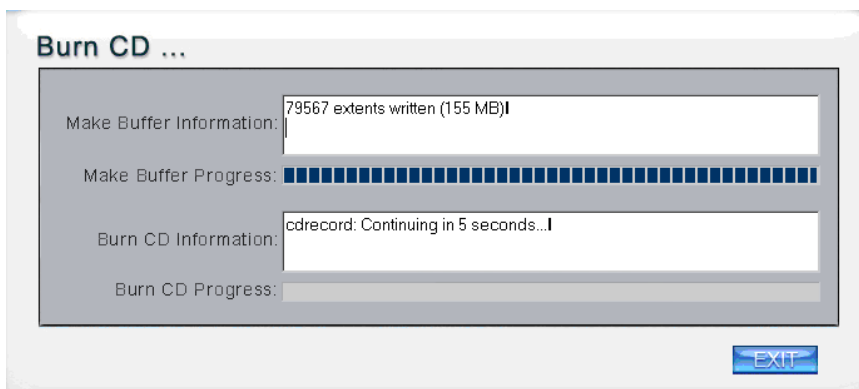 Burn CD ...
Make Buffer Information:
79567 extents written (155 MB)
Make Buffer Progress:
Burn CD Information:
cdrecord: Continuing in 5 seconds...
Burn CD Progress:
EXIT